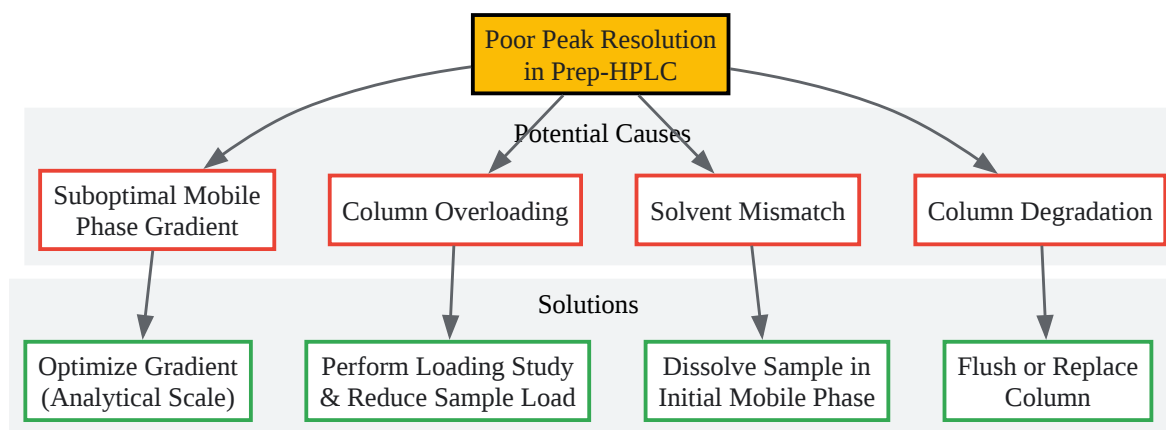 Poor Peak Resolution
in Prep-HPLC
Potential Causes
Suboptimal Mobile
Phase Gradient
Column Overloading
Solvent Mismatch
Column Degradation
Solutions
Optimize Gradient
(Analytical Scale)
Perform Loading Study
& Reduce Sample Load
Dissolve Sample in
Initial Mobile Phase
Flush or Replace
Column